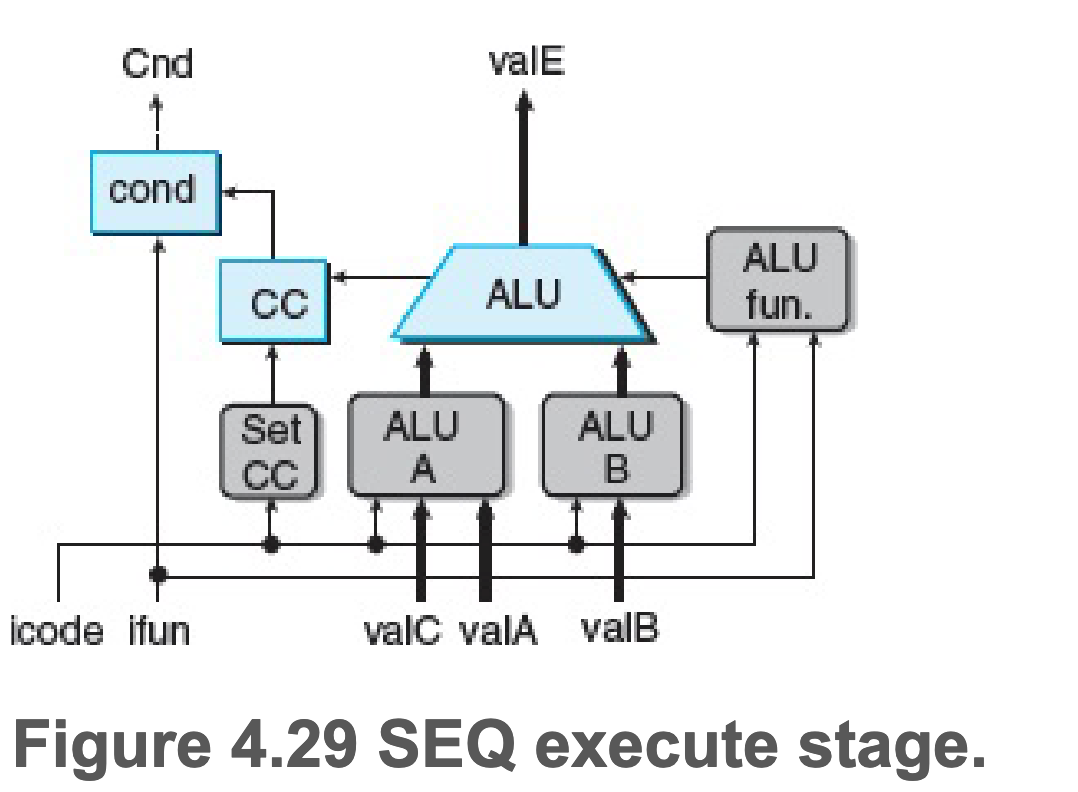 Cnd
valE
cond
ALU
fun.
ALU
CC
Set
CC
ALU
A
ALU
B
icode
ifun
valC
valA
valB
Figure 4.29 SEQ execute stage.